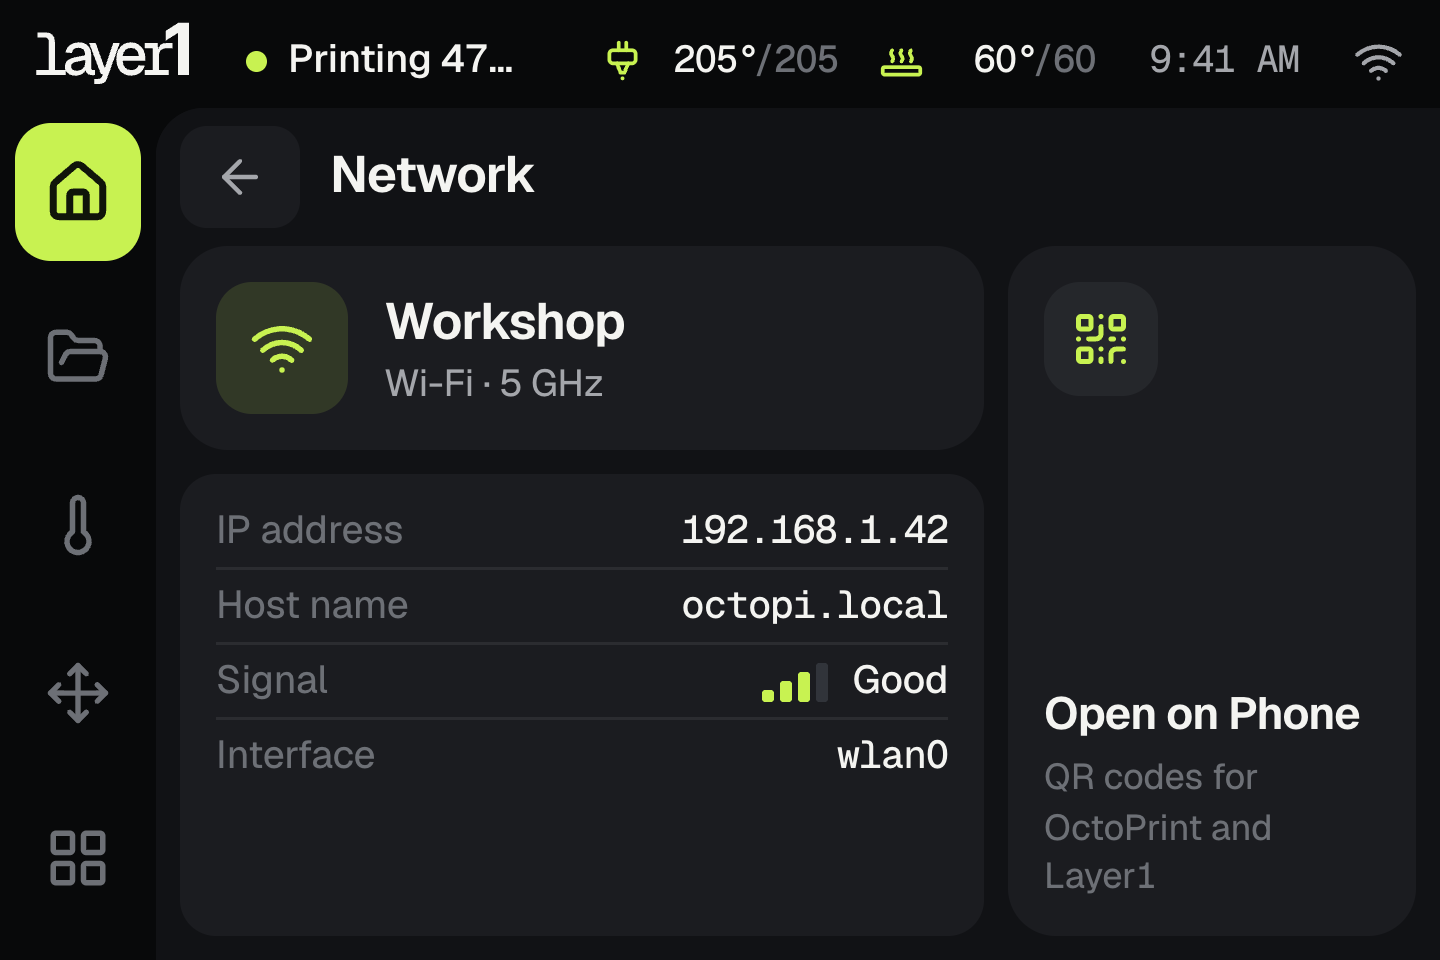 layer1
Printing 47...
205°/205
60°/60
9:41 AM
Network
Workshop
Wi-Fi · 5 GHz
IP address 192.168.1.42
Host name octopi.local
Signal Good
Interface wlan0
Open on Phone
QR codes for
OctoPrint and
Layer1